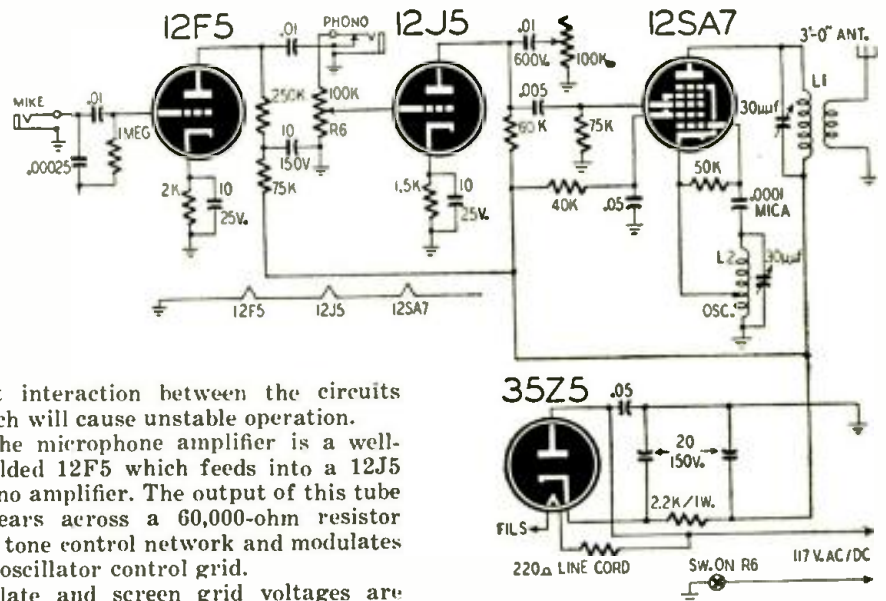 12F5
12J5
12SA7
PHONO
3'-0" ANT.
.01
.01
600V.
100K
L1
MIKE
.01
250K
100K
.005
30µµf
1MEG
R6
60K
75K
.00025
10
150V
50K
2K
10
25V.
75K
1.5K
10
25V.
40K
.05
.0001
MICA
L2
30µµf
OSC.
12F5
12J5
12SA7
35Z5
.05
20
150V.
2.2K/1W.
FILS
220Ω LINE CORD
SW. ON R6
117 V. AC/DC
t interaction between the circuits
ch will cause unstable operation.
he microphone amplifier is a well-
lded 12F5 which feeds into a 12J5
no amplifier. The output of this tube
ears across a 60,000-ohm resistor
tone control network and modulates
oscillator control grid.
late and screen grid voltages are